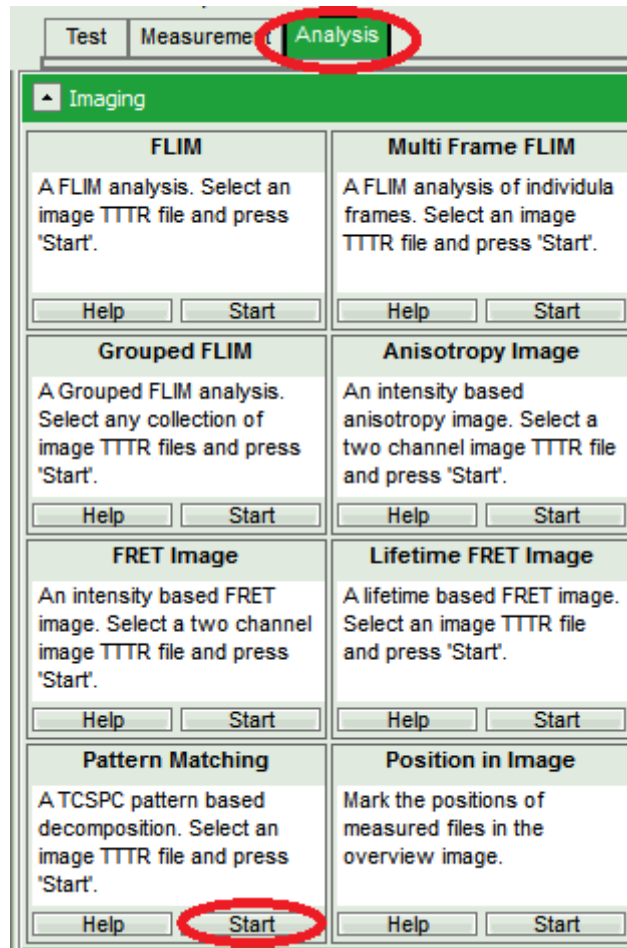 Test Measurement Analysis
Imaging
FLIM
A FLIM analysis. Select an
image TTTR file and press
'Start'.
Help Start
Multi Frame FLIM
A FLIM analysis of individula
frames. Select an image
TTTR file and press 'Start'.
Help Start
Grouped FLIM
A Grouped FLIM analysis.
Select any collection of
image TTTR files and press
'Start'.
Help Start
Anisotropy Image
An intensity based
anisotropy image. Select a
two channel image TTTR file
and press 'Start'.
Help Start
FRET Image
An intensity based FRET
image. Select a two channel
image TTTR file and press
'Start'.
Help Start
Lifetime FRET Image
A lifetime based FRET image.
Select an image TTTR file
and press 'Start'.
Help Start
Pattern Matching
A TCSPC pattern based
decomposition. Select an
image TTTR file and press
'Start'.
Help Start
Position in Image
Mark the positions of
measured files in the
overview image.
Help Start